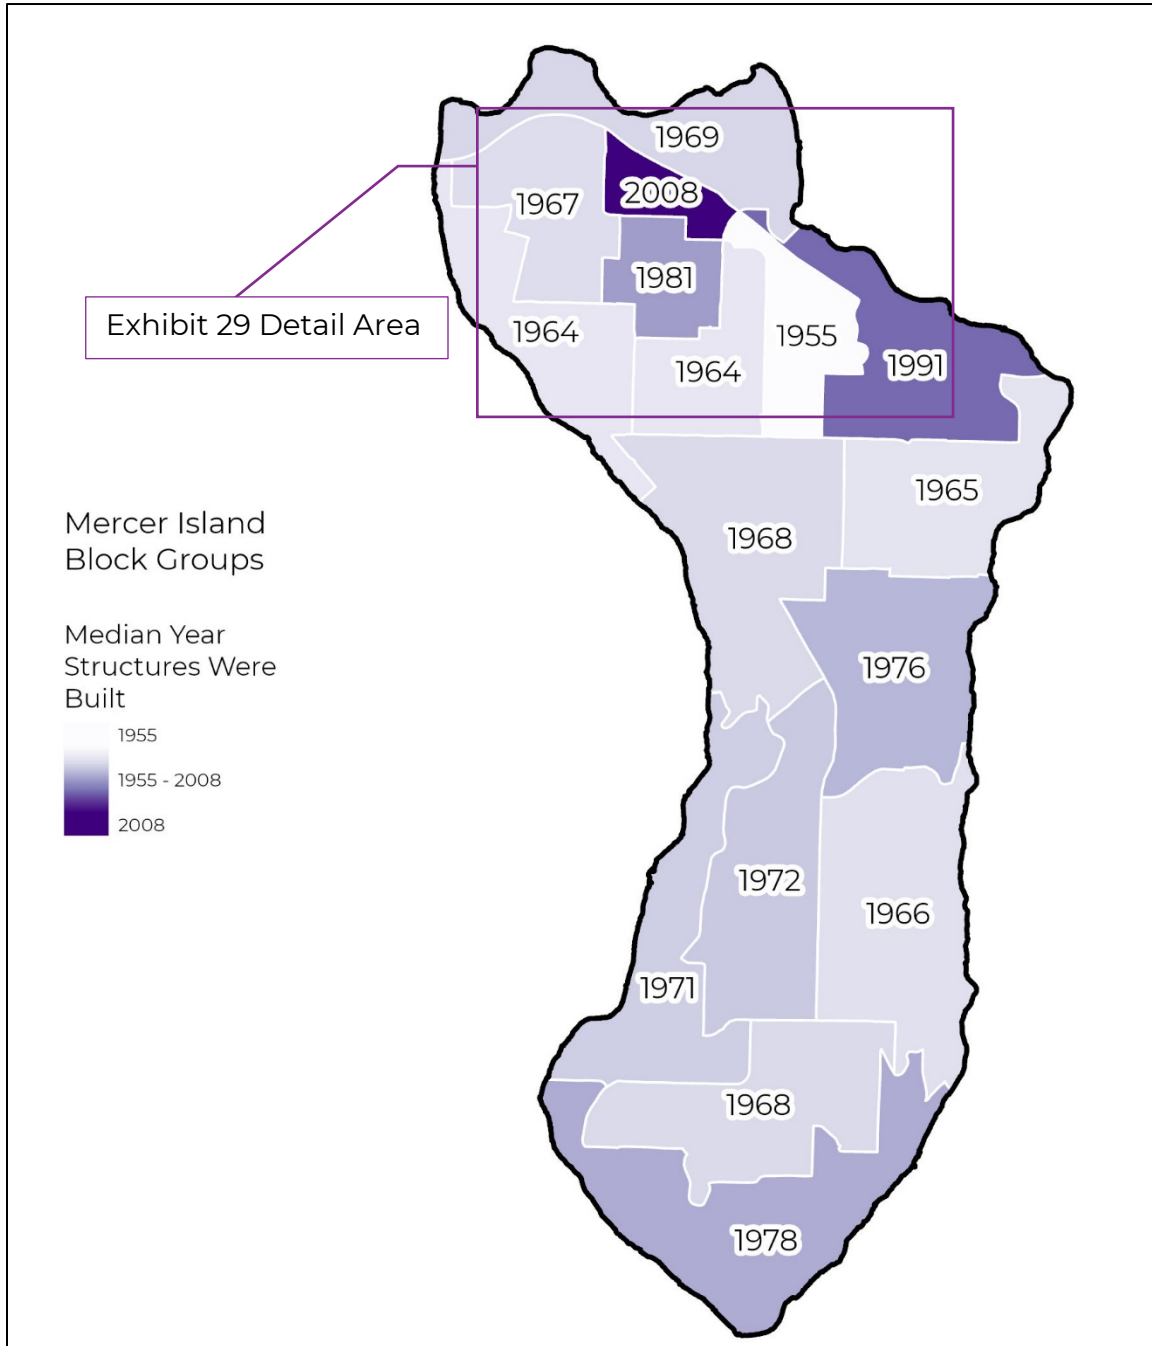 1969
2008
1967
1981
Exhibit 29 Detail Area
1964
1955
1964
1991
1965
Mercer Island
Block Groups
1968
Median Year
Structures Were
Built
1955
1955 - 2008
2008
1976
1972
1966
1971
1968
1978